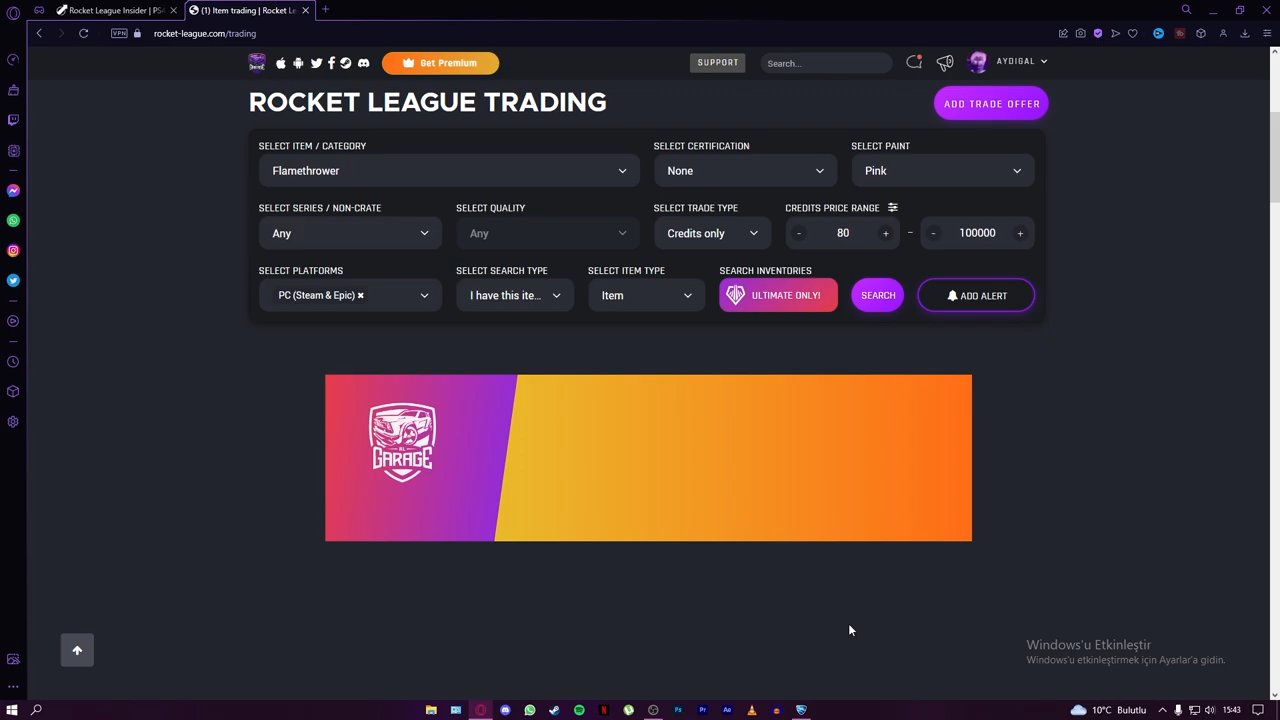 Rocket League Insider | PS
(1) Item trading | Rocket Le
VPN
rocket-league.com/trading
Get Premium
SUPPORT
Search...
AYDIGAL
ROCKET LEAGUE TRADING
ADD TRADE OFFER
SELECT ITEM / CATEGORY
SELECT CERTIFICATION
SELECT PAINT
Flamethrower
None
Pink
SELECT SERIES / NON-CRATE
SELECT QUALITY
SELECT TRADE TYPE
CREDITS PRICE RANGE
Any
Any
Credits only
- 80 +
–
- 100000 +
SELECT PLATFORMS
SELECT SEARCH TYPE
SELECT ITEM TYPE
SEARCH INVENTORIES
PC (Steam & Epic) ×
I have this ite...
Item
ULTIMATE ONLY!
SEARCH
ADD ALERT
RL
GARAGE
Windows'u Etkinleştir
Windows'u etkinleştirmek için Ayarlar'a gidin.
Ps
Pr
Ae
10°C Bulutlu
15:43